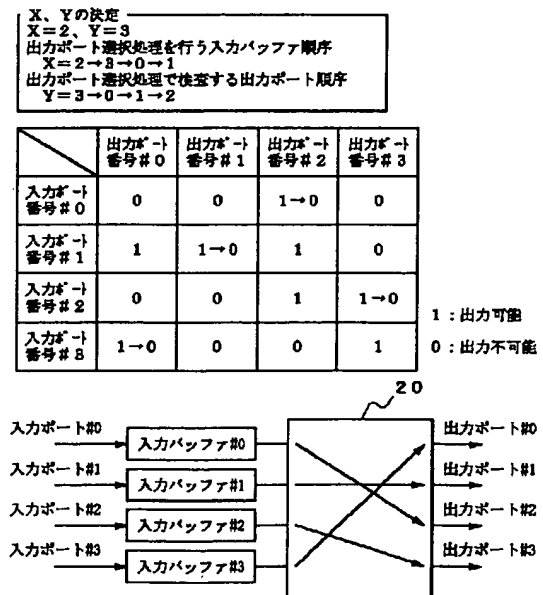 X、Yの決定
X=2、Y=3
出力ポート選択処理を行う入力バッファ順序
X=2→3→0→1
出力ポート選択処理で検査する出力ポート順序
Y=3→0→1→2
出力ポート 出力ポート 出力ポート 出力ポート
番号#0 番号#1 番号#2 番号#3
入力ポート
番号#0 0 0 1→0 0
入力ポート
番号#1 1 1→0 1 0
入力ポート
番号#2 0 0 1 1→0
入力ポート
番号#3 1→0 0 0 1
1：出力可能
0：出力不可能
20
入力ポート#0 入力バッファ#0 出力ポート#0
入力ポート#1 入力バッファ#1 出力ポート#1
入力ポート#2 入力バッファ#2 出力ポート#2
入力ポート#3 入力バッファ#3 出力ポート#3